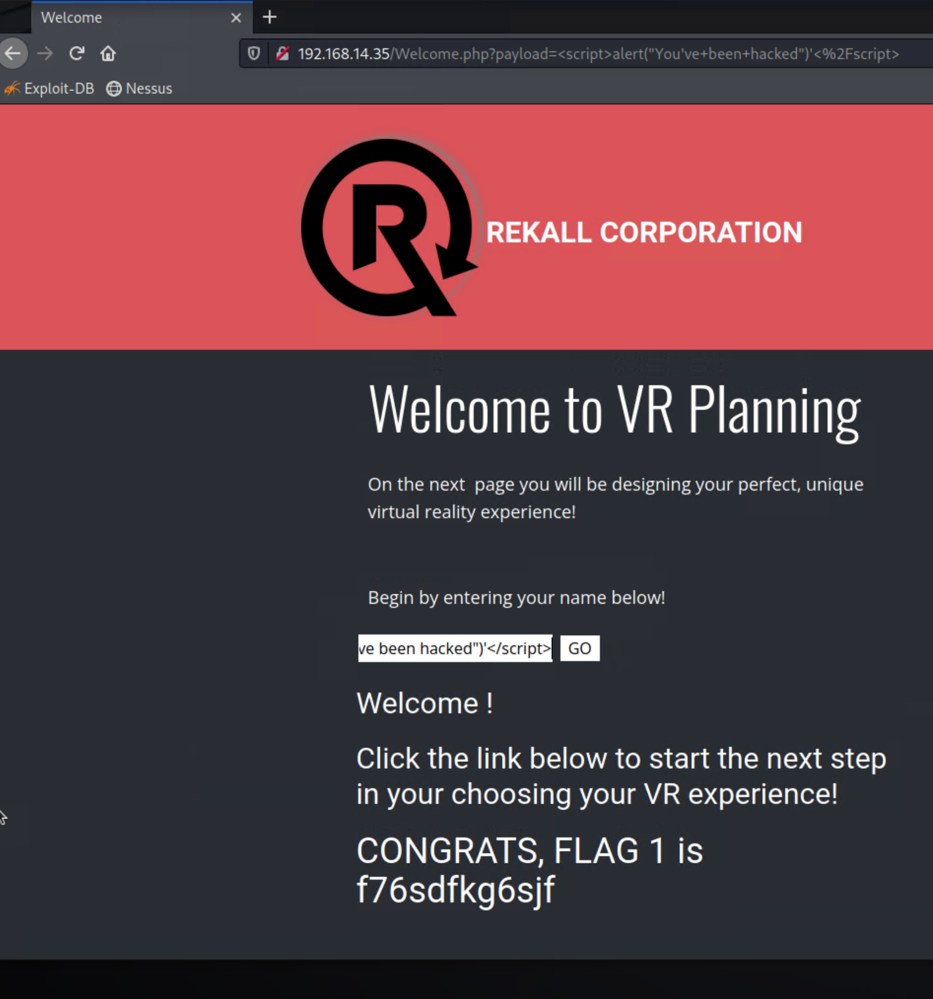 Welcome
192.168.14.35/Welcome.php?payload=<script>alert("You've+been+hacked")'<%2Fscript>
Exploit-DB Nessus
R
REKALL CORPORATION
Welcome to VR Planning
On the next page you will be designing your perfect, unique
virtual reality experience!
Begin by entering your name below!
ve been hacked")'</script> GO
Welcome !
Click the link below to start the next step
in your choosing your VR experience!
CONGRATS, FLAG 1 is
f76sdfkg6sjf